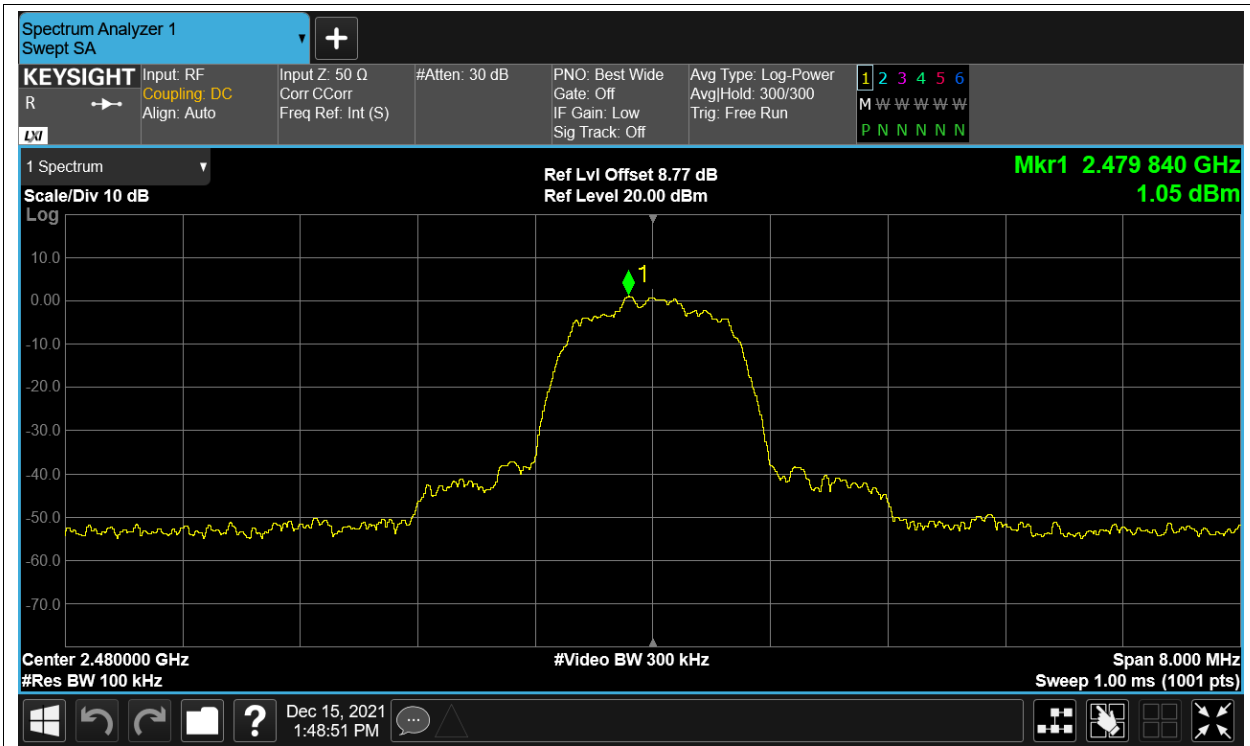 Spectrum Analyzer 1
Swept SA
KEYSIGHT
R
LXI
Input: RF
Coupling: DC
Align: Auto
Input Z: 50 Ω
Corr CCorr
Freq Ref: Int (S)
#Atten: 30 dB
PNO: Best Wide
Gate: Off
IF Gain: Low
Sig Track: Off
Avg Type: Log-Power
Avg|Hold: 300/300
Trig: Free Run
1 2 3 4 5 6
M W W W W W
P N N N N N
1 Spectrum
Scale/Div 10 dB
Log
Ref Lvl Offset 8.77 dB
Ref Level 20.00 dBm
Mkr1 2.479 840 GHz
1.05 dBm
10.0
1
0.00
-10.0
-20.0
-30.0
-40.0
-50.0
-60.0
-70.0
Center 2.480000 GHz
#Video BW 300 kHz
Span 8.000 MHz
#Res BW 100 kHz
Sweep 1.00 ms (1001 pts)
?
Dec 15, 2021
1:48:51 PM